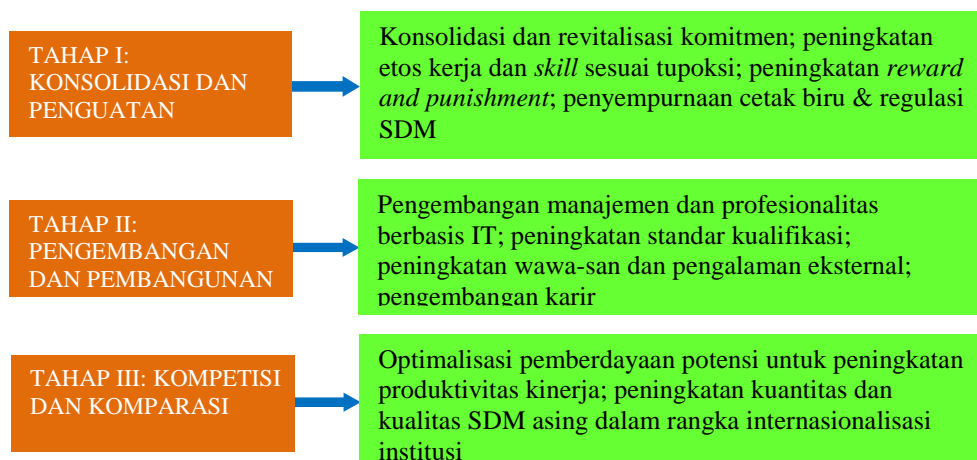 TAHAP I:
KONSOLIDASI DAN
PENGUATAN
Konsolidasi dan revitalisasi komitmen; peningkatan
etos kerja dan skill sesuai tupoksi; peningkatan reward
and punishment; penyempurnaan cetak biru & regulasi
SDM
TAHAP II:
PENGEMBANGAN
DAN PEMBANGUNAN
Pengembangan manajemen dan profesionalitas
berbasis IT; peningkatan standar kualifikasi;
peningkatan wawa-san dan pengalaman eksternal;
pengembangan karir
TAHAP III: KOMPETISI
DAN KOMPARASI
Optimalisasi pemberdayaan potensi untuk peningkatan
produktivitas kinerja; peningkatan kuantitas dan
kualitas SDM asing dalam rangka internasionalisasi
institusi